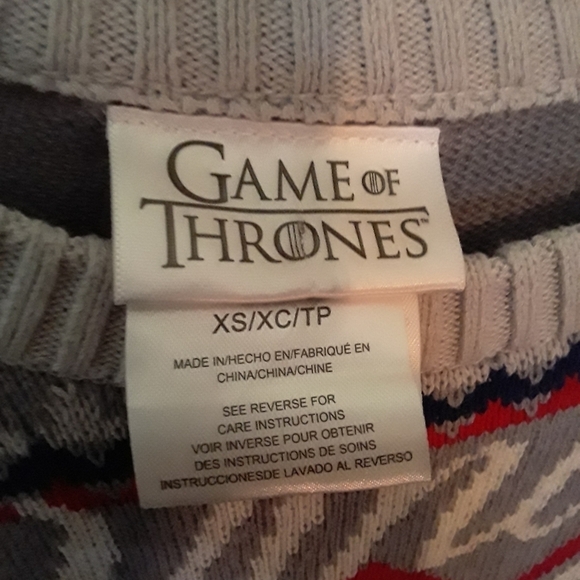 GAME OF
THRONES™
XS/XC/TP
MADE IN/HECHO EN/FABRIQUÉ EN
CHINA/CHINA/CHINE
SEE REVERSE FOR
CARE INSTRUCTIONS
VOIR INVERSE POUR OBTENIR
DES INSTRUCTIONS DE SOINS
INSTRUCCIONESDE LAVADO AL REVERSO